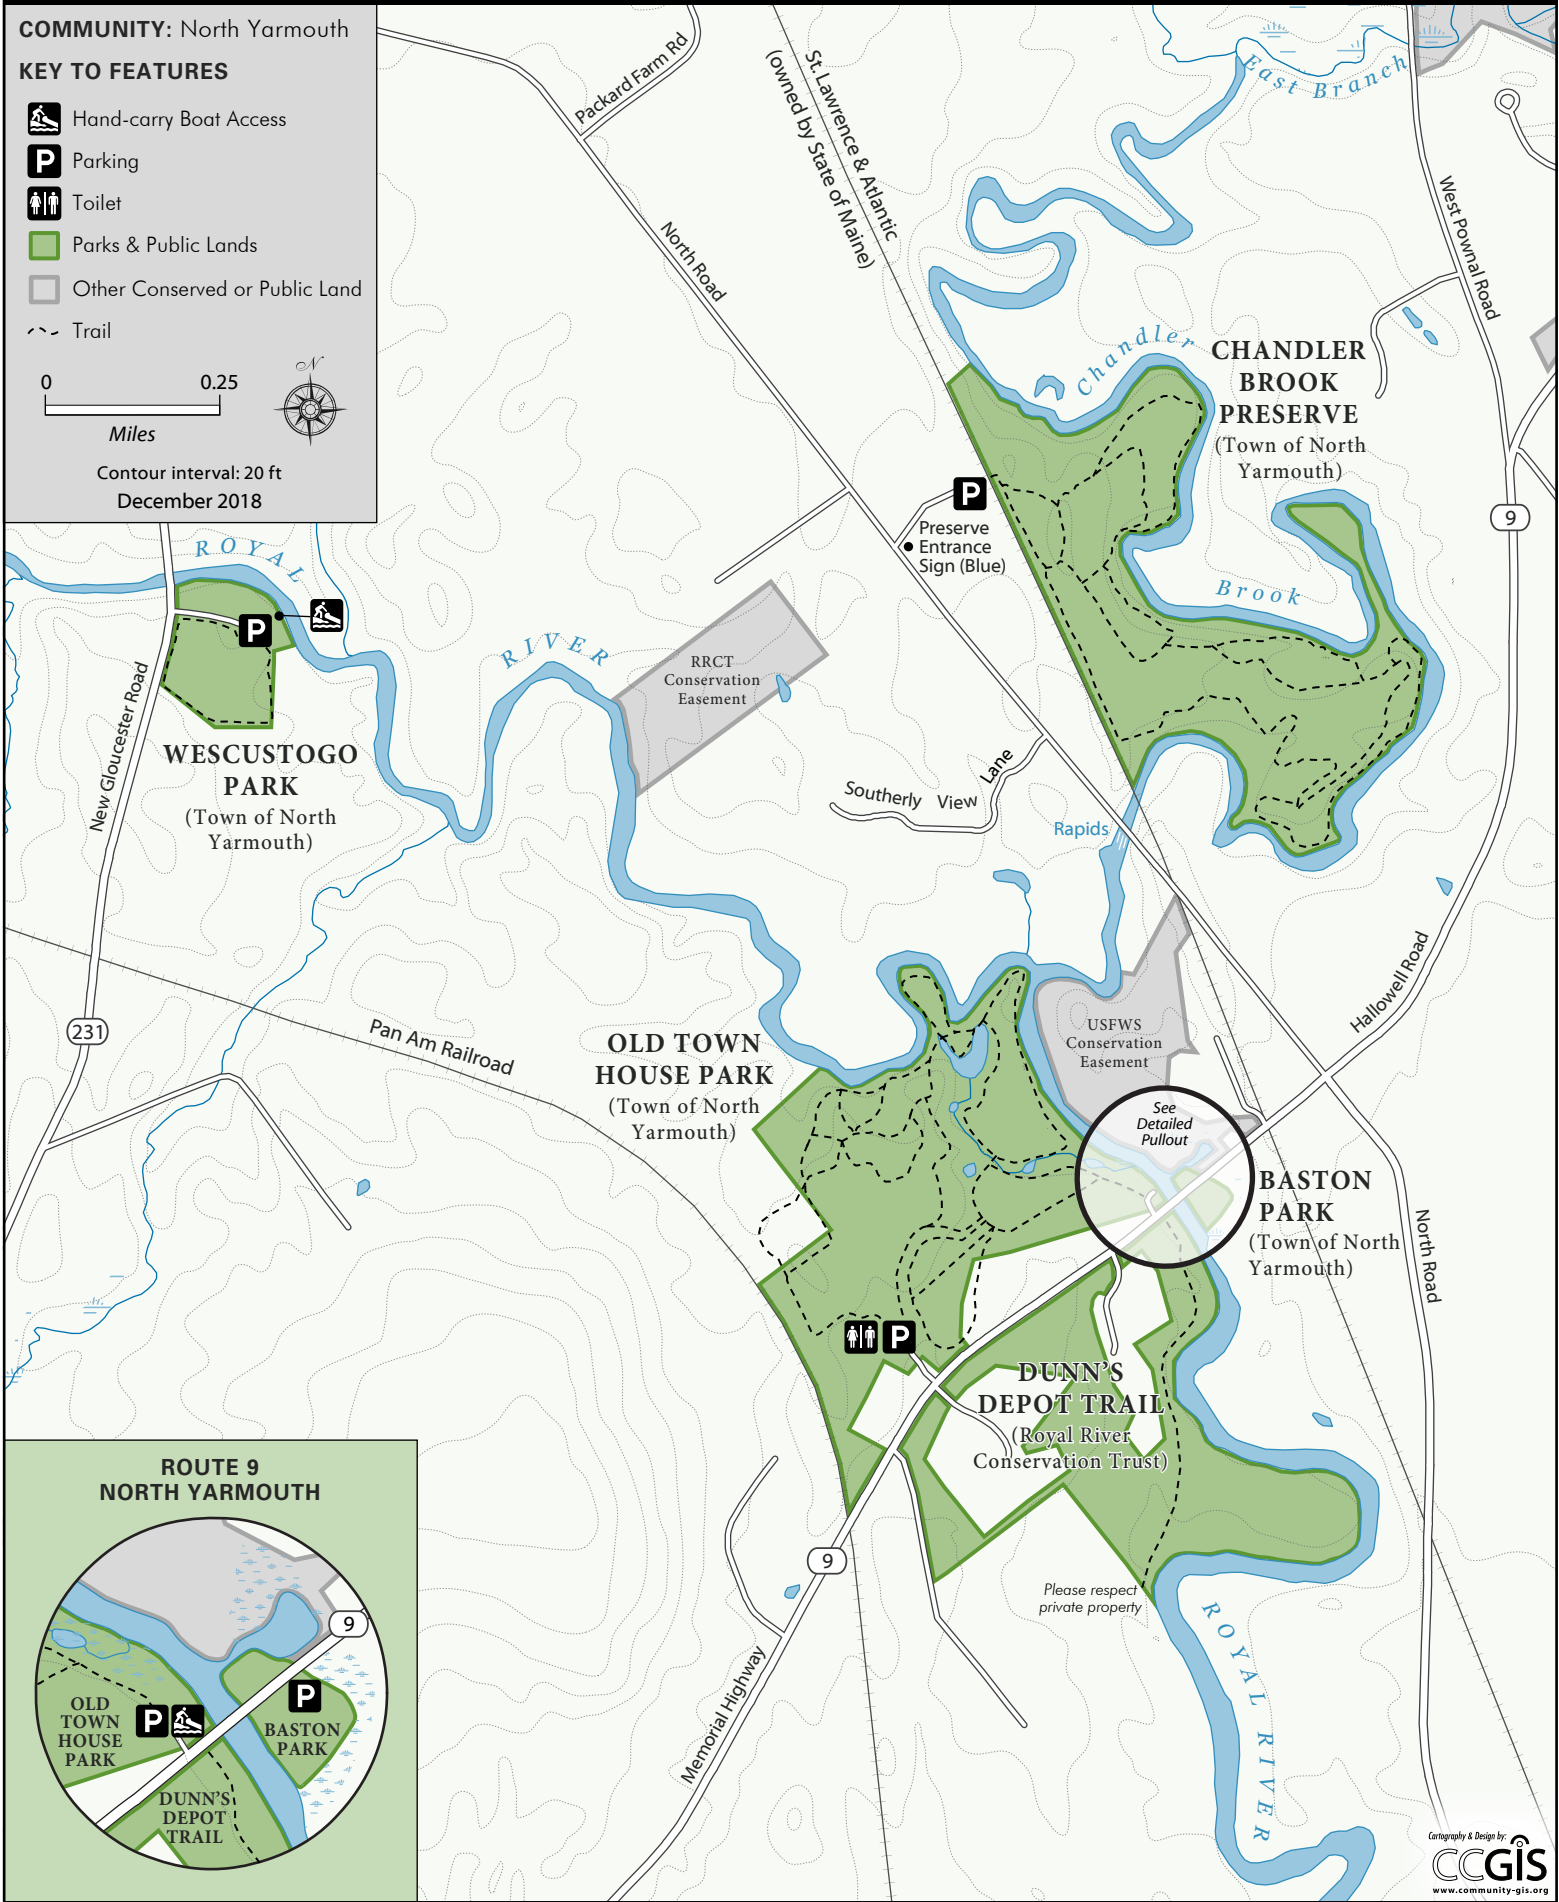 COMMUNITY: North Yarmouth
KEY TO FEATURES
Hand-carry Boat Access
P
Parking
Toilet
Parks & Public Lands
Other Conserved or Public Land
Trail
0
0.25
Miles
N
Contour interval: 20 ft
December 2018
Packard Farm Rd
St. Lawrence & Atlantic
(owned by State of Maine)
North Road
East Branch
West Pownal Road
Chandler
CHANDLER
BROOK
PRESERVE
(Town of North
Yarmouth)
9
P
Preserve
Entrance
Sign (Blue)
Brook
ROYAL
P
RIVER
RRCT
Conservation
Easement
New Gloucester Road
WESCUSTOGO
PARK
(Town of North
Yarmouth)
Southerly View Lane
Rapids
Hallowell Road
231
Pan Am Railroad
OLD TOWN
HOUSE PARK
(Town of North
Yarmouth)
USFWS
Conservation
Easement
See
Detailed
Pullout
BASTON
PARK
(Town of North
Yarmouth)
North Road
P
DUNN'S
DEPOT TRAIL
(Royal River
Conservation Trust)
9
Please respect
private property
Memorial Highway
ROYAL RIVER
ROUTE 9
NORTH YARMOUTH
9
P
OLD
TOWN
HOUSE
PARK
P
BASTON
PARK
DUNN'S
DEPOT
TRAIL
Cartography & Design by:
CCGIS
www.community-gis.org